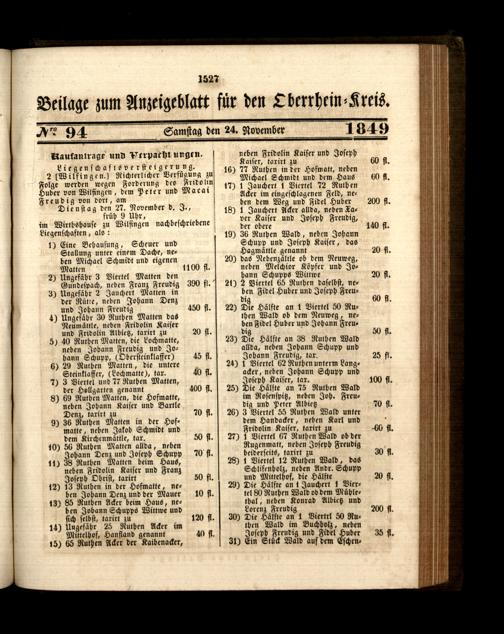 1527
Beilage zum Anzeigeblatt für den Oberrhein-Kreis.
Nro 94 Samstag den 24. November 1849
Kaufanträge und Verpachtungen.
Liegenschaftsversteigerung.
2 (Wilfingen.) Richterlicher Verfügung zu
Folge werden wegen Forderung des Fridolin
Huber von Wilfingen, dem Peter und Macai
Freudig von dort, am
Dienstag den 27. November d. J.,
früh 9 Uhr,
im Wirthshause zu Wilfingen nachbeschriebene
Liegenschaften, als:
1) Eine Behausung, Scheuer und
Stallung unter einem Dache, ne-
ben Michael Schmidt und eigenen
Matten 1100 fl.
2) Ungefähr 3 Viertel Matten den
Gundelbach, neben Franz Freudig 390 fl.
3) Ungefähr 2 Jauchert Matten in
der Rütte, neben Johann Denz
und Johann Freudig 450 fl.
4) Ungefähr 30 Ruthen Matten das
Neumättle, neben Fridolin Kaiser
und Fridolin Albietz, tarirt zu 20 fl.
5) 40 Ruthen Matten, die Lochmatte,
neben Johann Freudig und Jo-
hann Schupp, (Obersteinklaffer) 45 fl.
6) 29 Ruthen Matten, die untere
Steinklaffer, (Lochmatte), tar. 40 fl.
7) 3 Viertel und 77 Ruthen Matten,
der Hollgarten genannt 400 fl.
8) 69 Ruthen Matten, die Hofmatte,
neben Johann Kaiser und Bartle
Denz, tarirt zu 70 fl.
9) 36 Ruthen Matten in der Hof-
matte, neben Jakob Schmidt und
dem Kirchenmättle, tar. 50 fl.
10) 56 Ruthen Matten allda, neben
Johann Denz und Joseph Schupp 70 fl.
11) 38 Ruthen Matten beim Haus,
neben Fridolin Kaiser und Franz
Joseph Obrist, tarirt 50 fl.
12) 13 Ruthen in der Hofmatte, ne-
ben Johann Denz und der Mauer 10 fl.
13) 85 Ruthen Acker beim Haus, ne-
ben Johann Schupps Wittwe und
sich selbst, tarirt zu 120 fl.
14) Ungefähr 25 Ruthen Acker im
Mittelhof, Hanfland genannt 40 fl.
15) 65 Ruthen Acker der Kaibenacker,
neben Fridolin Kaiser und Joseph
Kaiser, tarirt zu 60 fl.
16) 77 Ruthen in der Hofmatt, neben
Michael Schmidt und dem Haus 60 fl.
17) 1 Jauchert 1 Viertel 72 Ruthen
Acker im eingeschlagenen Feld, ne-
ben dem Weg und Fidel Huber 200 fl.
18) 1 Jauchert Acker allda, neben Xa-
ver Kaiser und Joseph Freudig,
der obere 140 fl.
19) 36 Ruthen Wald, neben Johann
Schupp und Joseph Kaiser, das
Hagmättle genannt 20 fl.
20) das Nebenzältle ob dem Neuweg,
neben Melchior Köpfer und Jo-
hann Schupps Wittwe 20 fl.
21) 2 Viertel 65 Ruthen daselbst, ne-
ben Fidel Huber und Joseph Freu-
dig 60 fl.
22) Die Hälfte an 1 Viertel 50 Ru-
then Wald ob dem Neuweg, ne-
ben Fidel Huber und Johann Freu-
dig 50 fl.
23) Die Hälfte an 38 Ruthen Wald
allda, neben Johann Schupp und
Johann Freudig, tar. 25 fl.
24) 1 Viertel 62 Ruthen unterm Lang-
acker, neben Johann Schupp und
Joseph Kaiser, tar. 100 fl.
25) Die Hälfte an 75 Ruthen Wald
im Rosenspitz, neben Joh. Freu-
dig und Peter Albietz 70 fl.
26) 3 Viertel 55 Ruthen Wald unter
dem Handacker, neben Karl und
Fridolin Kaiser, tarirt zu 60 fl.
27) 1 Viertel 67 Ruthen Wald ob der
Rugenmatt, neben Joseph Freudig
beiderseits, tarirt zu 30 fl.
28) 1 Viertel 12 Ruthen Wald, das
Schlifenholz, neben Andr. Schupp
und Mittelhof, die Hälfte 20 fl.
29) Die Hälfte an 1 Jauchert 1 Vier-
tel 80 Ruthen Wald ob dem Mühle-
thal, neben Konrad Albietz und
Lorenz Freudig 200 fl.
30) Die Hälfte an 1 Viertel 50 Ru-
then Wald im Buchholz, neben
Joseph Freudig und Fidel Huber 35 fl.
31) Ein Stück Wald auf dem Eschen-